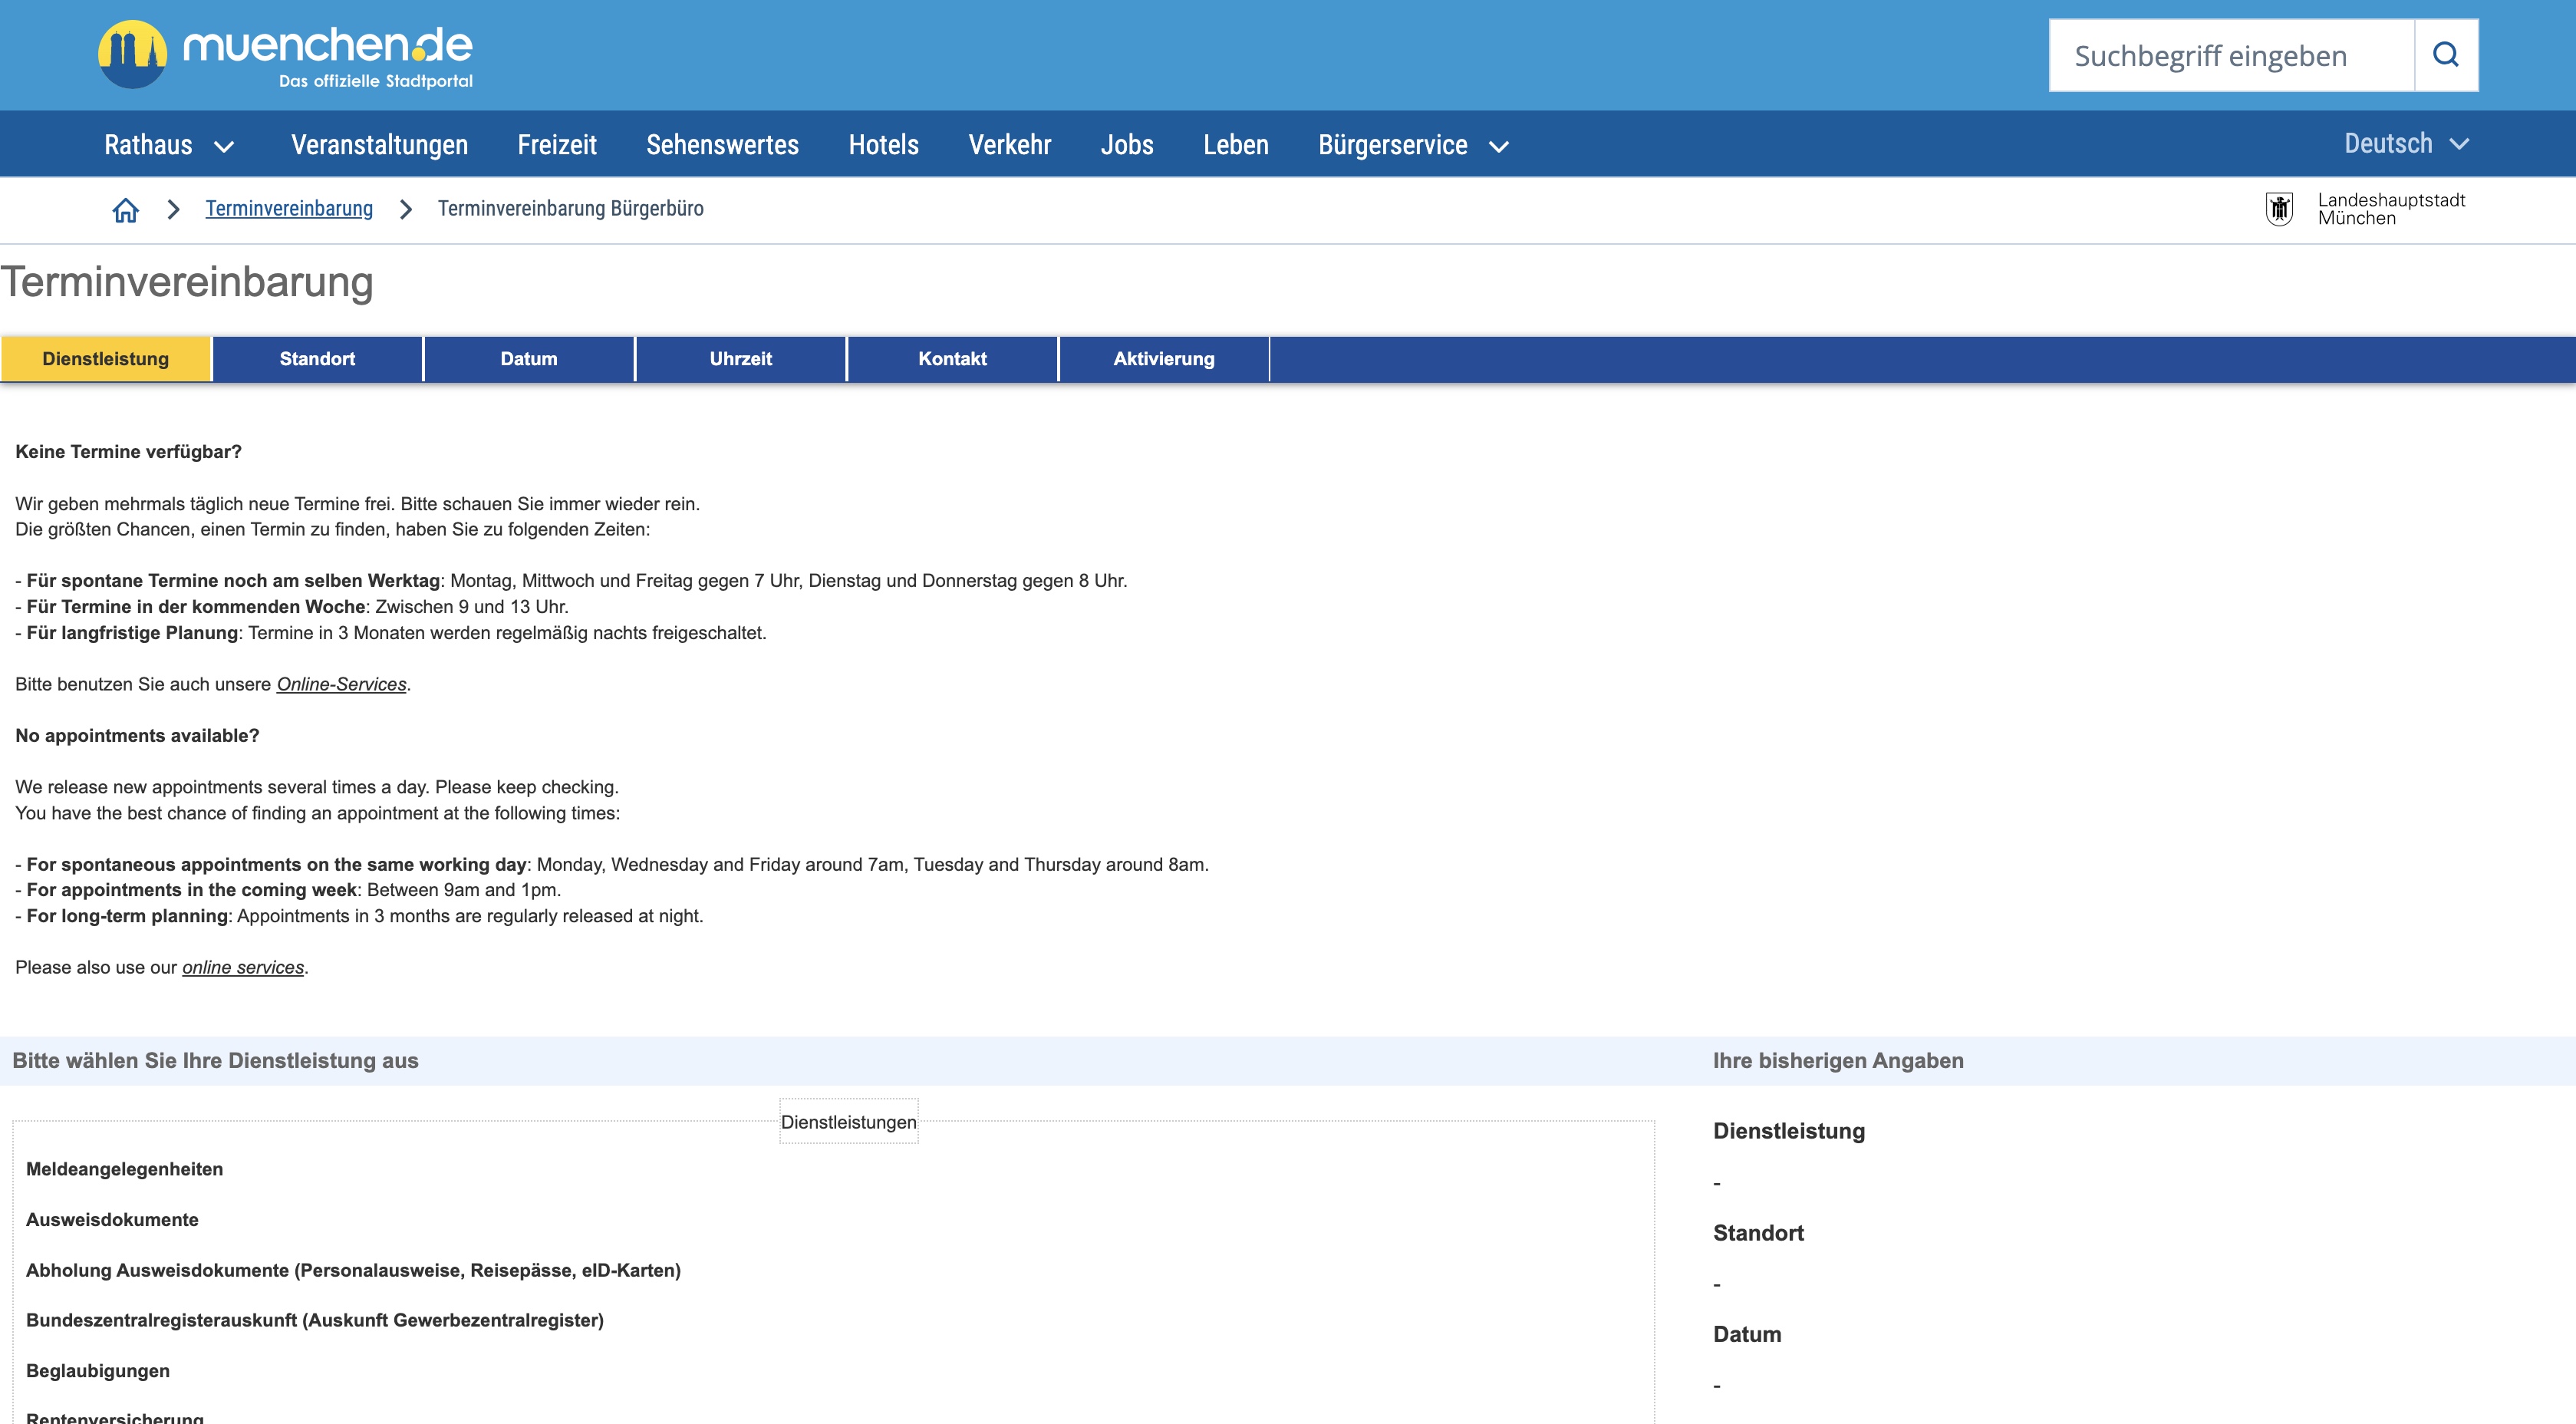 muenchen.de
Das offizielle Stadtportal
Suchbegriff eingeben
Rathaus Veranstaltungen Freizeit Sehenswertes Hotels Verkehr Jobs Leben Bürgerservice Deutsch
Terminvereinbarung Terminvereinbarung Bürgerbüro
Landeshauptstadt
München
Terminvereinbarung
Dienstleistung Standort Datum Uhrzeit Kontakt Aktivierung
Keine Termine verfügbar?
Wir geben mehrmals täglich neue Termine frei. Bitte schauen Sie immer wieder rein.
Die größten Chancen, einen Termin zu finden, haben Sie zu folgenden Zeiten:
- Für spontane Termine noch am selben Werktag: Montag, Mittwoch und Freitag gegen 7 Uhr, Dienstag und Donnerstag gegen 8 Uhr.
- Für Termine in der kommenden Woche: Zwischen 9 und 13 Uhr.
- Für langfristige Planung: Termine in 3 Monaten werden regelmäßig nachts freigeschaltet.
Bitte benutzen Sie auch unsere Online-Services.
No appointments available?
We release new appointments several times a day. Please keep checking.
You have the best chance of finding an appointment at the following times:
- For spontaneous appointments on the same working day: Monday, Wednesday and Friday around 7am, Tuesday and Thursday around 8am.
- For appointments in the coming week: Between 9am and 1pm.
- For long-term planning: Appointments in 3 months are regularly released at night.
Please also use our online services.
Bitte wählen Sie Ihre Dienstleistung aus
Dienstleistungen
Meldeangelegenheiten
Ausweisdokumente
Abholung Ausweisdokumente (Personalausweise, Reisepässe, eID-Karten)
Bundeszentralregisterauskunft (Auskunft Gewerbezentralregister)
Beglaubigungen
Rentenversicherung
Ihre bisherigen Angaben
Dienstleistung
-
Standort
-
Datum
-